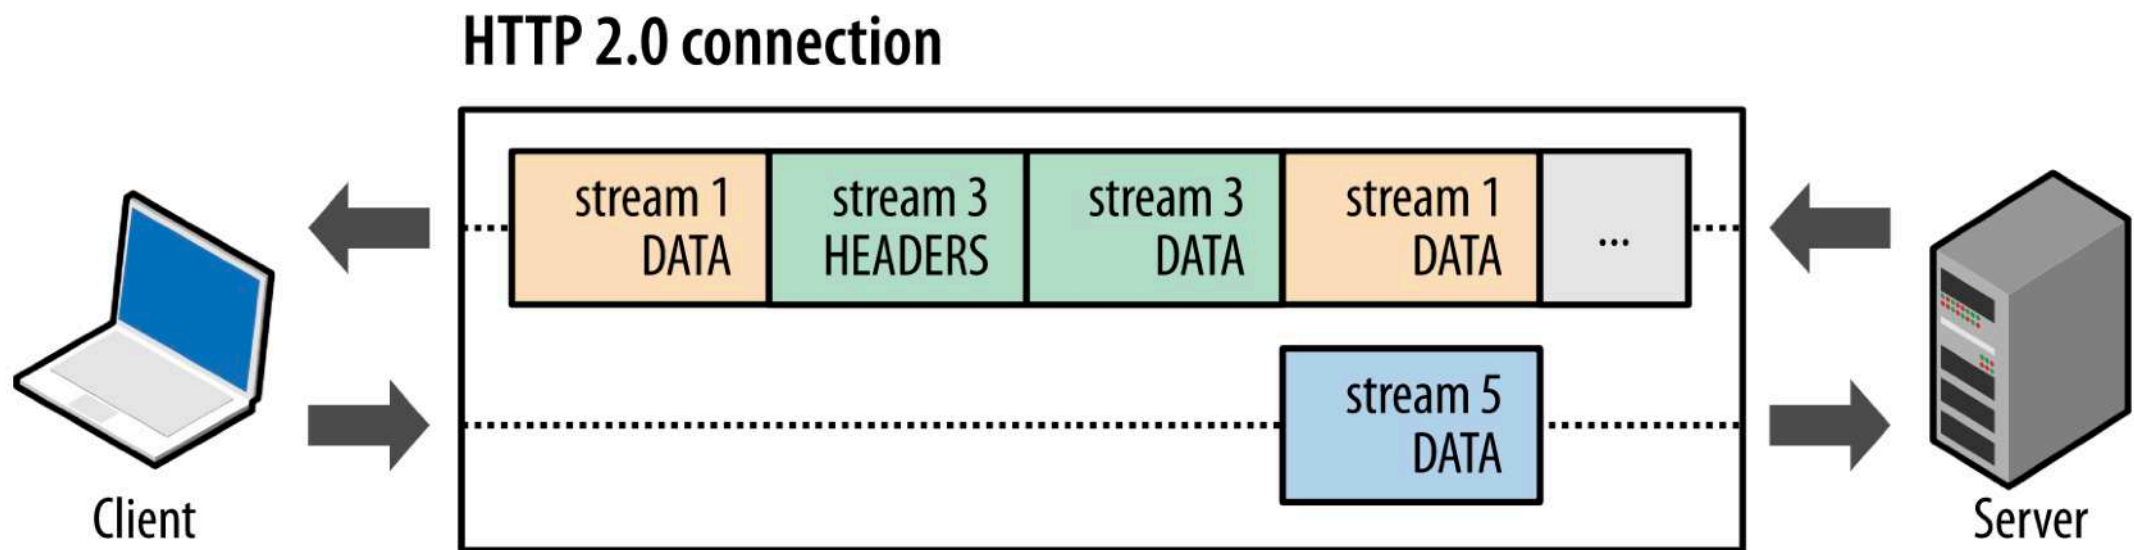 HTTP 2.0 connection
stream 1
DATA
stream 3
HEADERS
stream 3
DATA
stream 1
DATA
...
stream 5
DATA
Client
Server